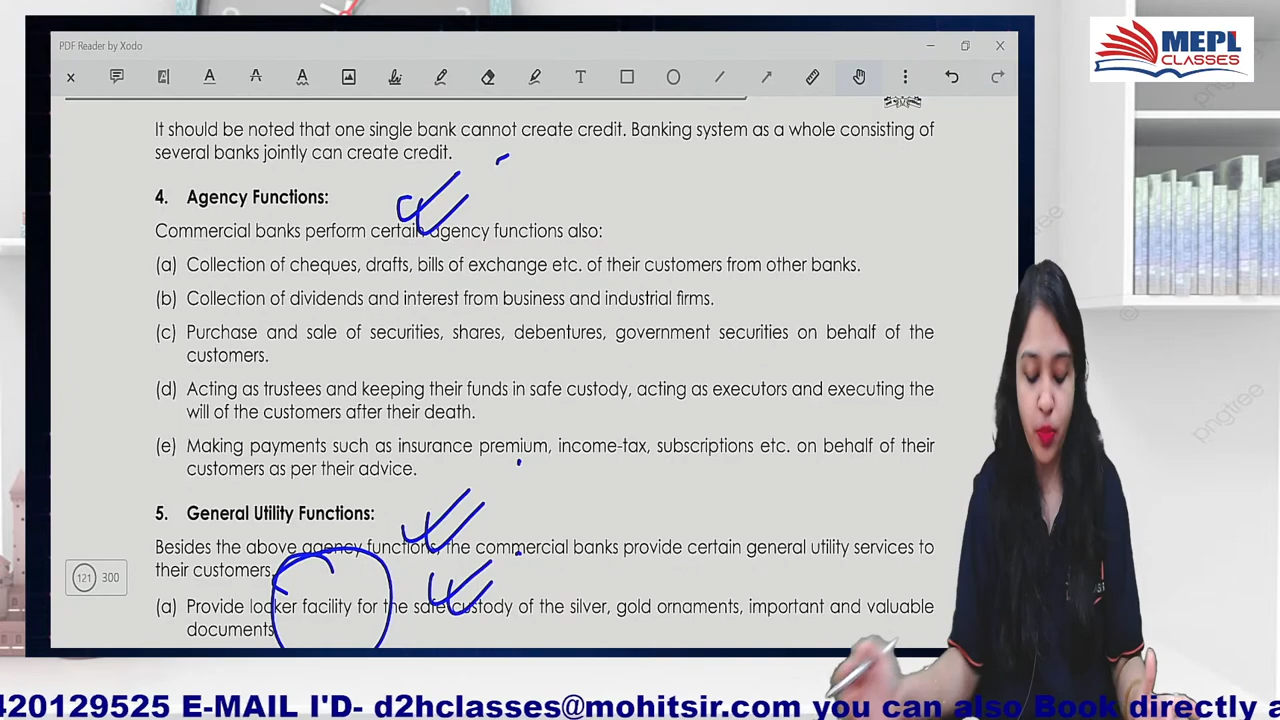 PDF Reader by Xodo
MEPL
CLASSES
It should be noted that one single bank cannot create credit. Banking system as a whole consisting of
several banks jointly can create credit.
4. Agency Functions:
Commercial banks perform certain agency functions also:
(a) Collection of cheques, drafts, bills of exchange etc. of their customers from other banks.
(b) Collection of dividends and interest from business and industrial firms.
(c) Purchase and sale of securities, shares, debentures, government securities on behalf of the
customers.
(d) Acting as trustees and keeping their funds in safe custody, acting as executors and executing the
will of the customers after their death.
(e) Making payments such as insurance premium, income-tax, subscriptions etc. on behalf of their
customers as per their advice.
5. General Utility Functions:
Besides the above agency functions, the commercial banks provide certain general utility services to
their customers.
121 300
(a) Provide locker facility for the safe custody of the silver, gold ornaments, important and valuable
documents.
pngtree
pngtree
420129525 E-MAIL I'D- d2hclasses@mohitsir.com you can also Book directly a